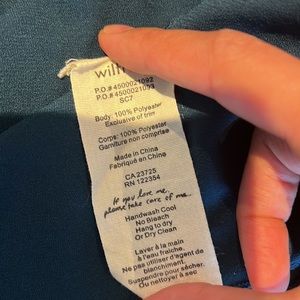 P.O.#4500021092
P.O.#4500021093
SC7
Body: 100% Polyester
Exclusive of trim
Corps: 100% Polyester
Garniture non comprise
Made in China
Fabriqué en China
CA 23725
RN 122354
If you love me,
please take care of me.
Handwash Cool
No Bleach
Hang to dry
Or Dry Clean
Laver à la main
à l'eau fraiche.
Ne pas utiliser d'agent de
blanchiment.
Suspendre pour sécher.
Ou nettoyer à sec